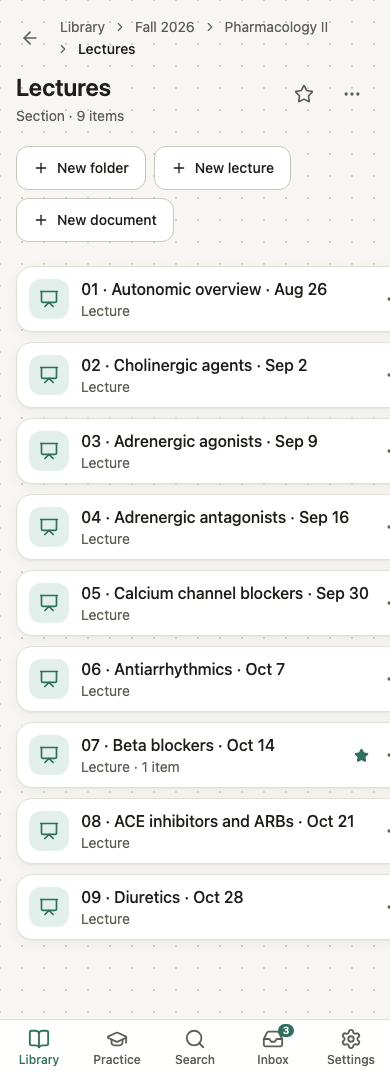 Library > Fall 2026 > Pharmacology II
> Lectures
Lectures
Section · 9 items
+ New folder
+ New lecture
+ New document
01 · Autonomic overview · Aug 26
Lecture
02 · Cholinergic agents · Sep 2
Lecture
03 · Adrenergic agonists · Sep 9
Lecture
04 · Adrenergic antagonists · Sep 16
Lecture
05 · Calcium channel blockers · Sep 30
Lecture
06 · Antiarrhythmics · Oct 7
Lecture
07 · Beta blockers · Oct 14
Lecture · 1 item
08 · ACE inhibitors and ARBs · Oct 21
Lecture
09 · Diuretics · Oct 28
Lecture
3
Library Practice Search Inbox Settings